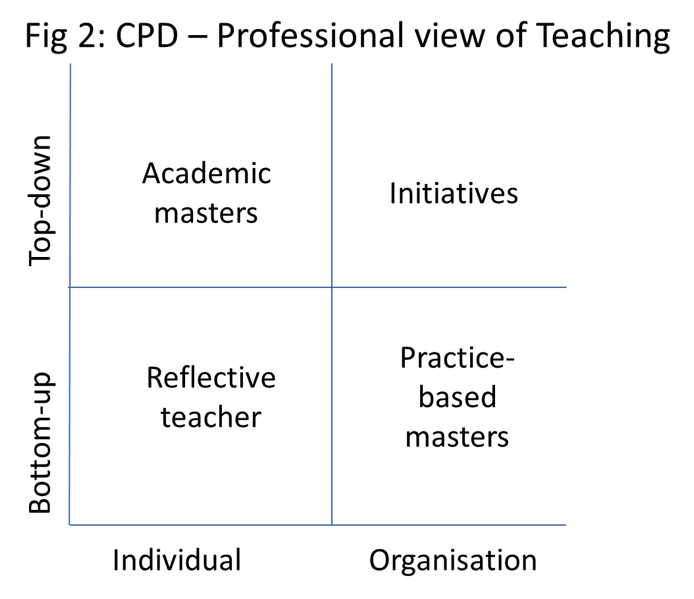 Fig 2: CPD – Professional view of Teaching
Top-down
Academic
masters
Initiatives
Bottom-up
Reflective
teacher
Practice-
based
masters
Individual
Organisation